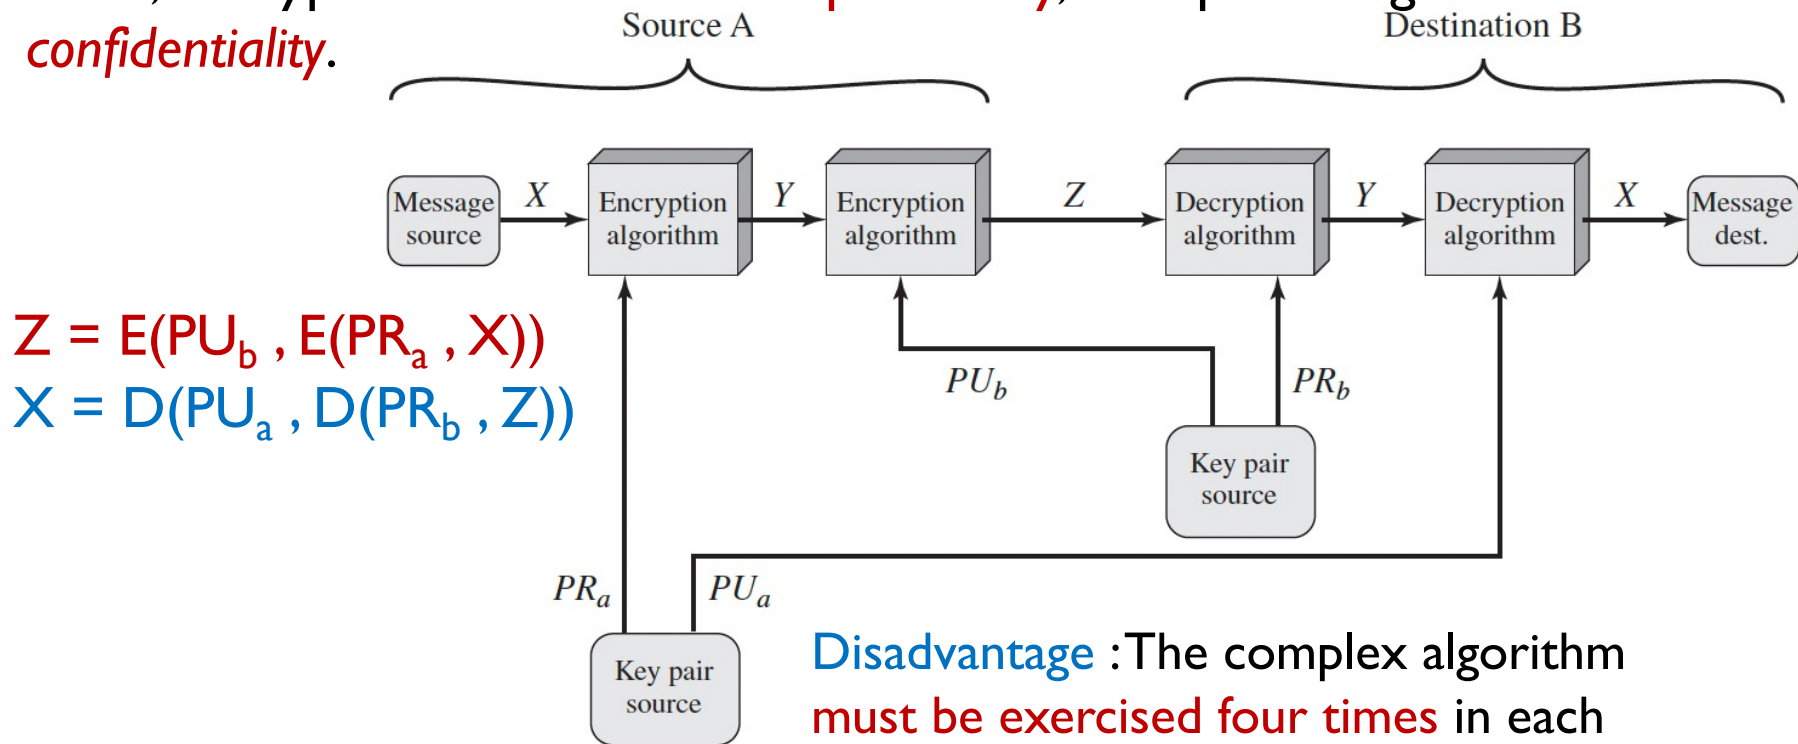 confidentiality.
Source A
Destination B
Message
source
X
Encryption
algorithm
Y
Encryption
algorithm
Z
Decryption
algorithm
Y
Decryption
algorithm
X
Message
dest.
Z = E(PUb , E(PRa , X))
X = D(PUa , D(PRb , Z))
PUb
PRb
Key pair
source
PRa
PUa
Key pair
source
Disadvantage : The complex algorithm
must be exercised four times in each